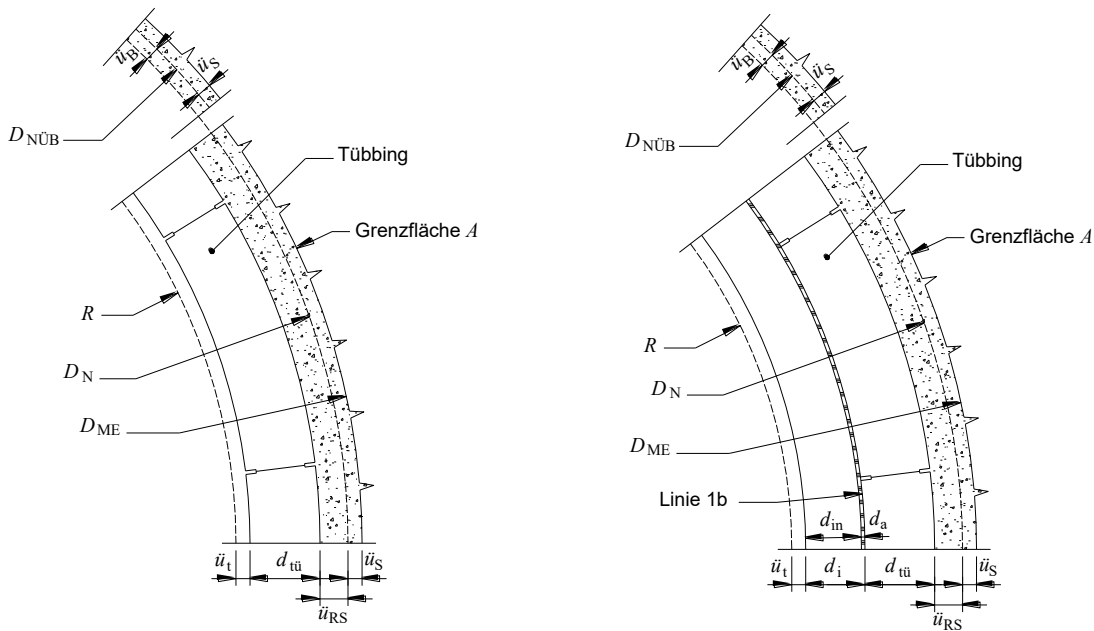 ü_B
ü_S
D_NÜB
Tübbing
Grenzfläche A
R
D_N
D_ME
ü_t
d_tü
ü_S
ü_RS
ü_B
ü_S
D_NÜB
Tübbing
Grenzfläche A
R
D_N
D_ME
Linie 1b
d_in
d_a
ü_t
d_i
d_tü
ü_S
ü_RS